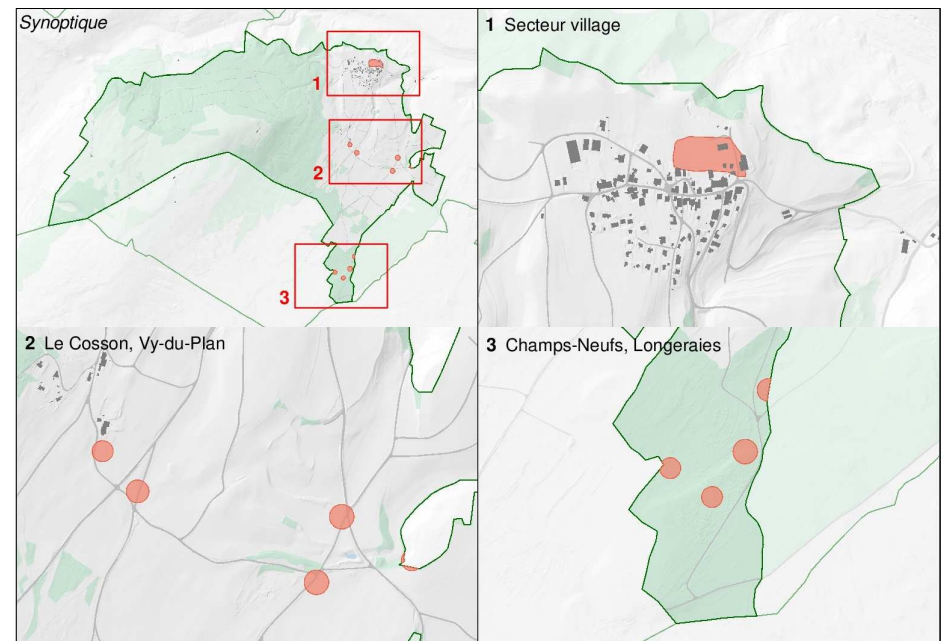 Synoptique
1
2
3
1 Secteur village
2 Le Cosson, Vy-du-Plan
3 Champs-Neufs, Longeraies